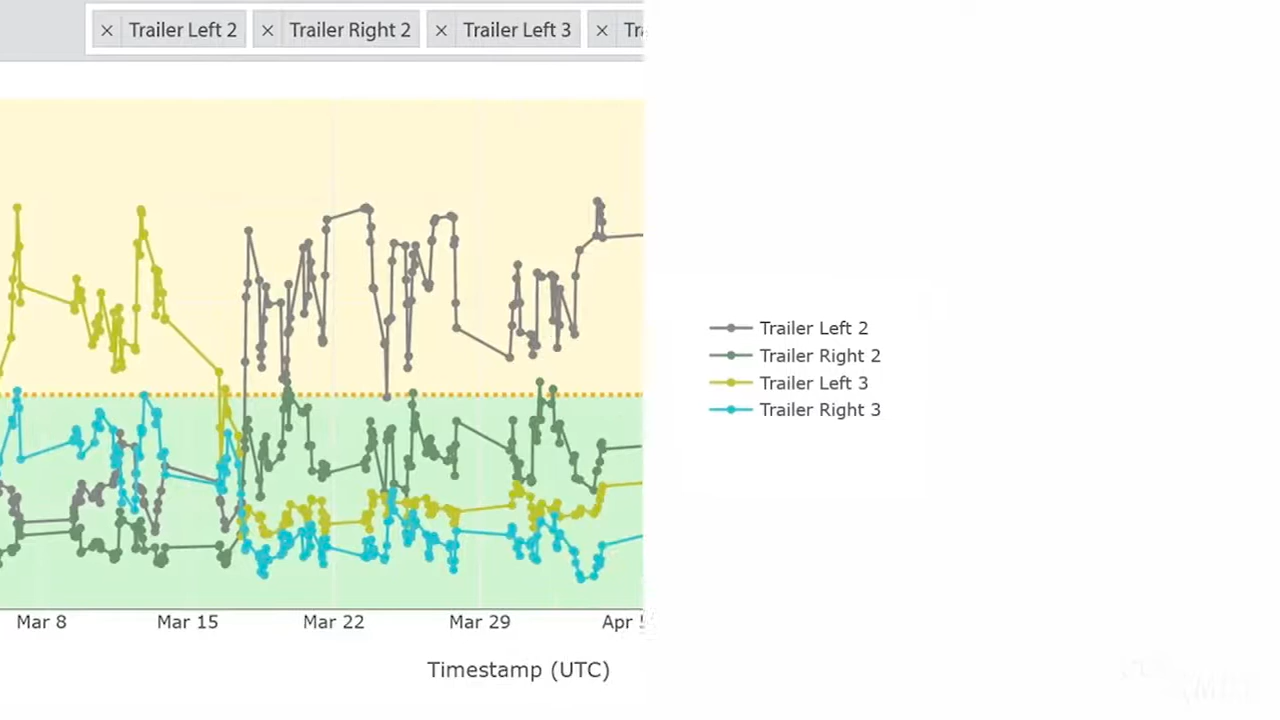 × Trailer Left 2 × Trailer Right 2 × Trailer Left 3 ×
Trailer Left 2
Trailer Right 2
Trailer Left 3
Trailer Right 3
Mar 8 Mar 15 Mar 22 Mar 29 Apr
Timestamp (UTC)